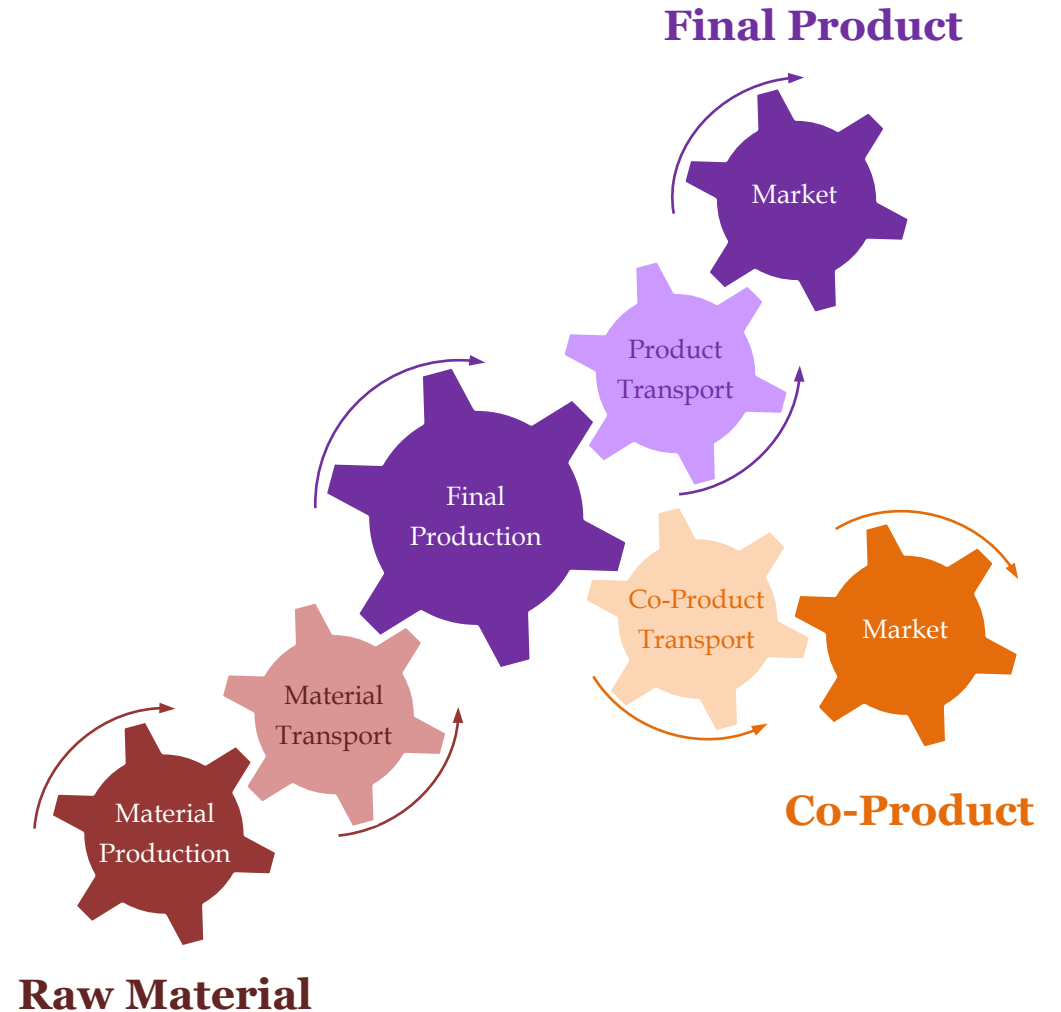 Final Product
Market
Product
Transport
Final
Production
Co-Product
Transport
Market
Material
Transport
Co-Product
Material
Production
Raw Material